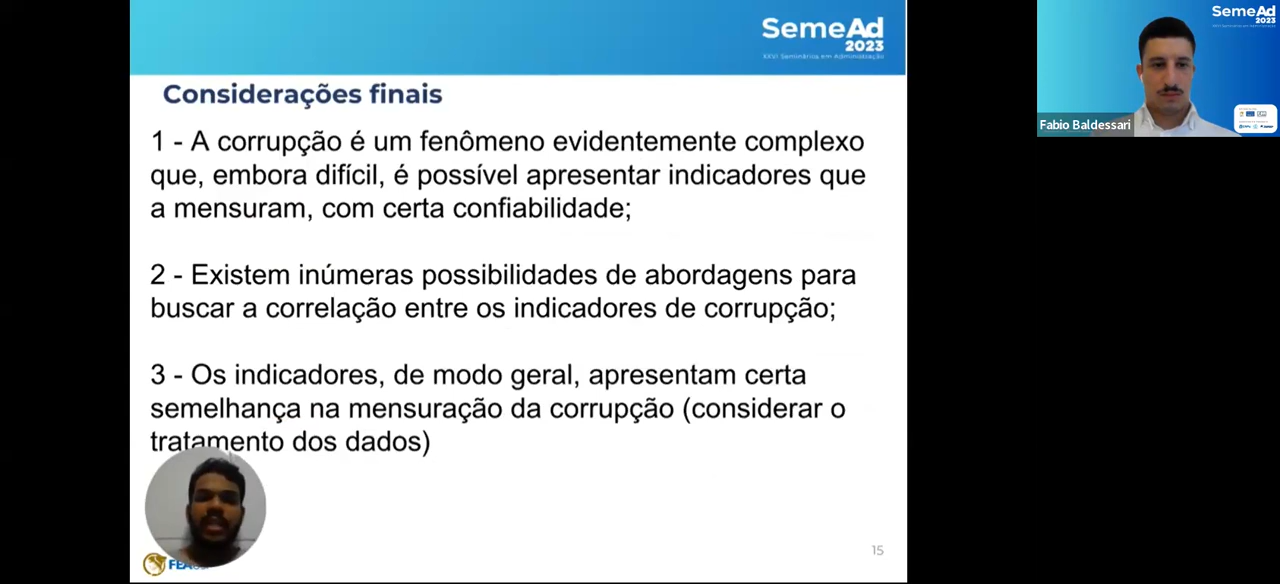 SemeAd
2023
XXVI Seminários em Administração
Considerações finais
1 - A corrupção é um fenômeno evidentemente complexo
que, embora difícil, é possível apresentar indicadores que
a mensuram, com certa confiabilidade;
2 - Existem inúmeras possibilidades de abordagens para
buscar a correlação entre os indicadores de corrupção;
3 - Os indicadores, de modo geral, apresentam certa
semelhança na mensuração da corrupção (considerar o
tratamento dos dados)
15
SemeAd
2023
Fabio Baldessari